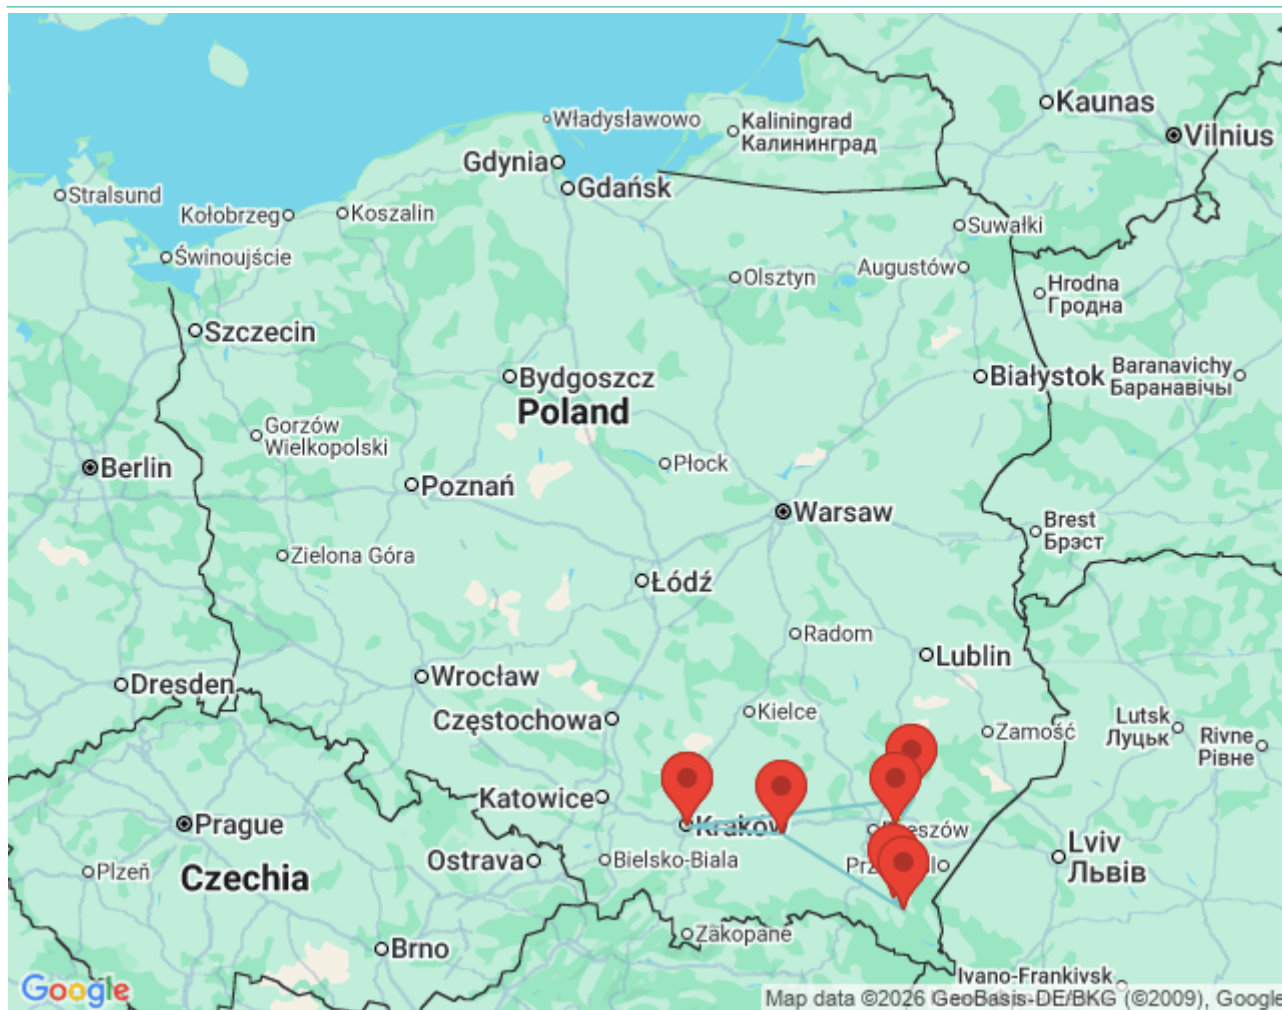 Władysławowo
Kaliningrad
Калининград
Kaunas
Vilnius
Gdynia
Gdańsk
Stralsund
Kołobrzeg
Koszalin
Suwałki
Świnoujście
Olsztyn
Augustów
Hrodna
Гродна
Szczecin
Bydgoszcz
Białystok
Baranavichy
Баранавічы
Poland
Gorzów
Wielkopolski
Berlin
Płock
Poznań
Warsaw
Brest
Брэст
Zielona Góra
Łódź
Radom
Lublin
Wrocław
Dresden
Częstochowa
Kielce
Zamość
Lutsk
Луцьк
Rivne
Рівне
Katowice
Prague
Kraków
Lviv
Львів
Ostrava
Bielsko-Biala
Plzeň
Czechia
Zakopane
Brno
Ivano-Frankivsk
Google
Map data ©2026 GeoBasis-DE/BKG (©2009), Google